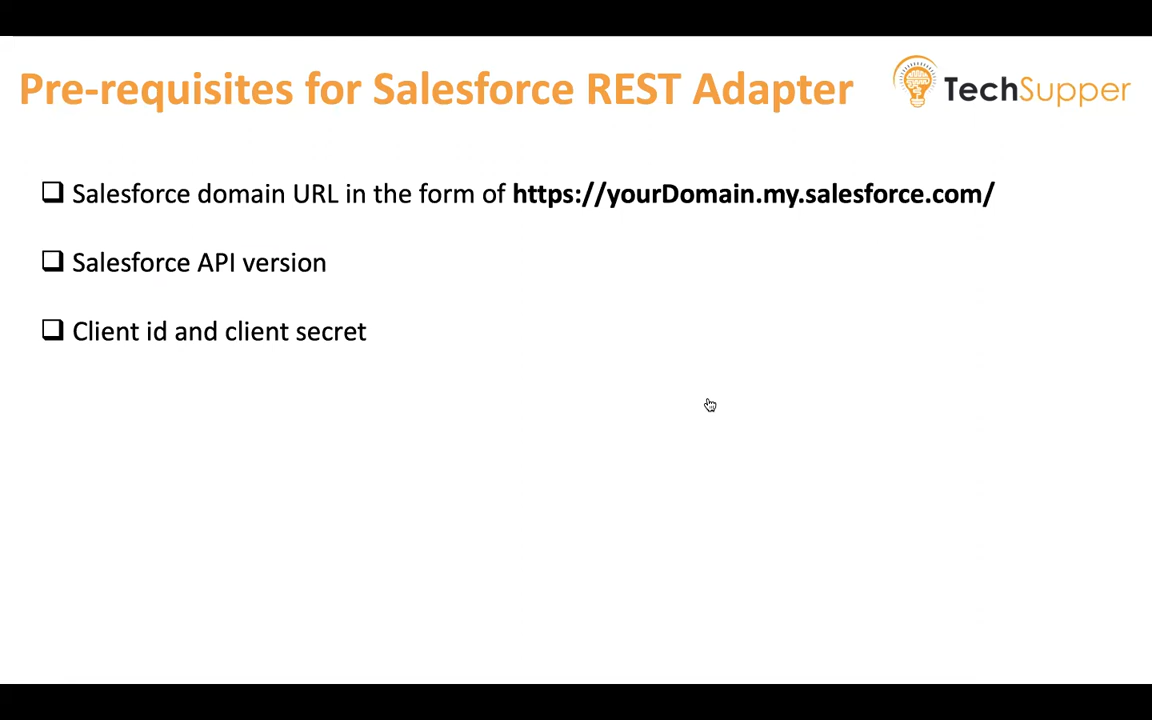 Pre-requisites for Salesforce REST Adapter
TechSupper
Salesforce domain URL in the form of https://yourDomain.my.salesforce.com/
Salesforce API version
Client id and client secret